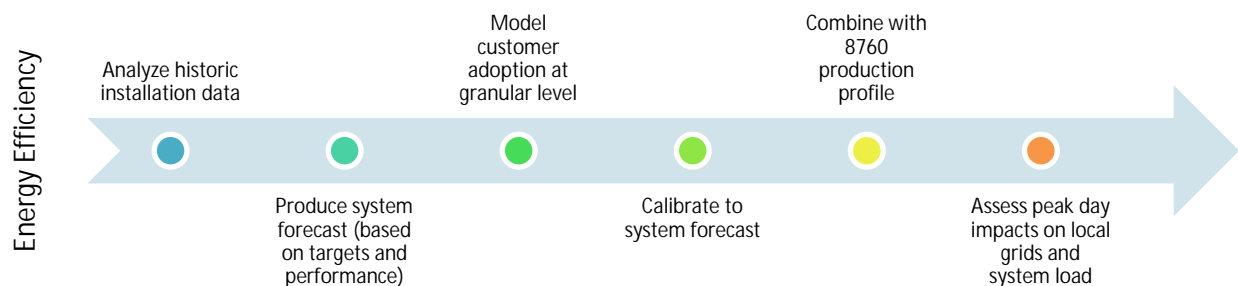 Energy Efficiency
Analyze historic
installation data
Produce system
forecast (based
on targets and
performance)
Model
customer
adoption at
granular level
Calibrate to
system forecast
Combine with
8760
production
profile
Assess peak day
impacts on local
grids and
system load